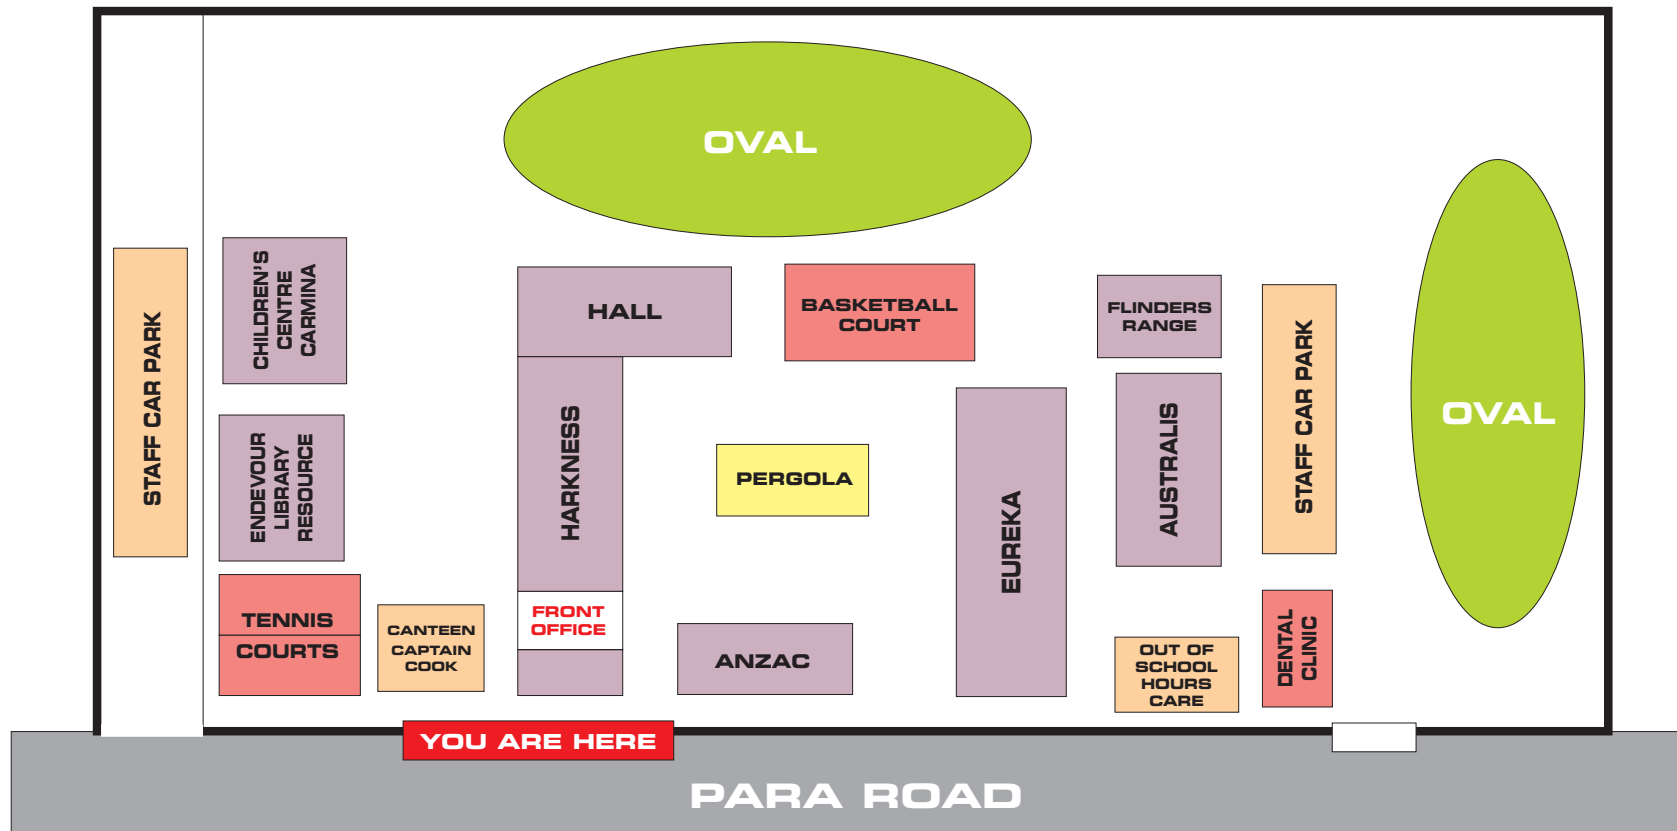 OVAL
STAFF CAR PARK
CHILDREN'S
CENTRE
CARMINA
HALL
BASKETBALL
COURT
FLINDERS
RANGE
STAFF CAR PARK
OVAL
ENDEVOUR
LIBRARY
RESOURCE
HARKNESS
PERGOLA
EUREKA
AUSTRALIS
TENNIS
COURTS
CANTEEN
CAPTAIN
COOK
FRONT
OFFICE
ANZAC
OUT OF
SCHOOL
HOURS
CARE
DENTAL
CLINIC
YOU ARE HERE
PARA ROAD